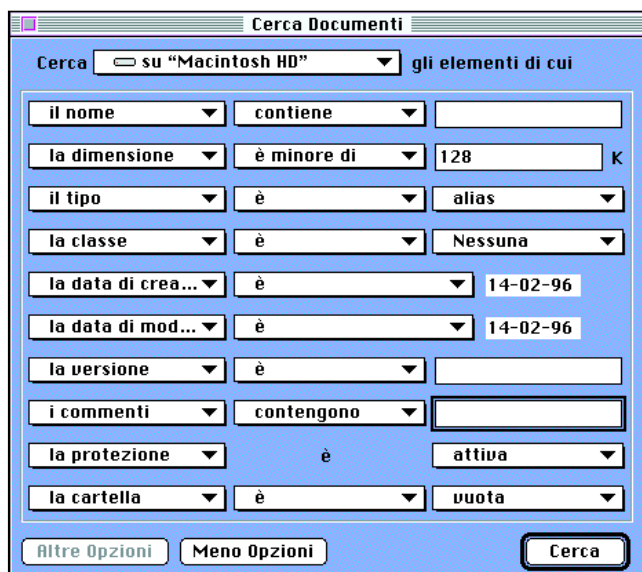 Cerca Documenti
Cerca su “Macintosh HD” gli elementi di cui
il nome contiene
la dimensione è minore di 128 K
il tipo è alias
la classe è Nessuna
la data di crea... è 14-02-96
la data di mod... è 14-02-96
la versione è
i commenti contengono
la protezione è attiva
la cartella è vuota
Altre Opzioni Meno Opzioni Cerca